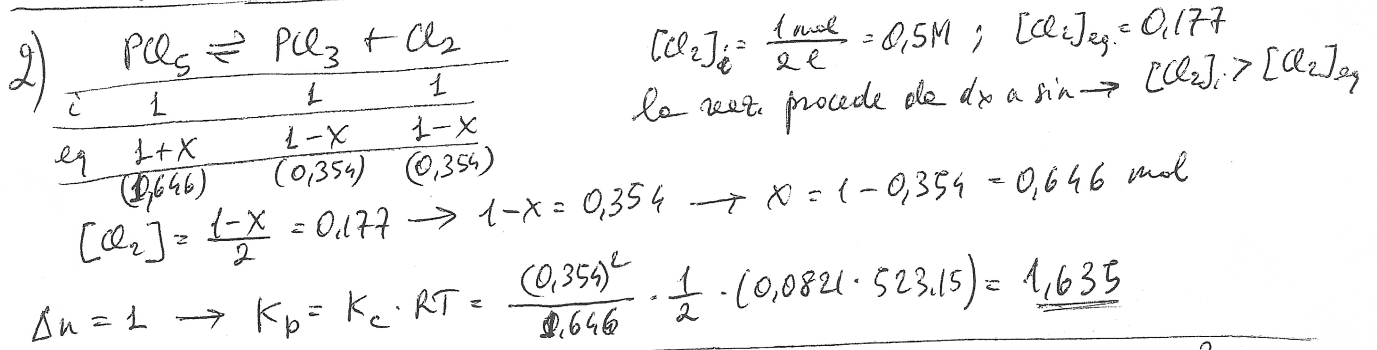 2) PCl₅ ⇌ PCl₃ + Cl₂
i 1 1 1
eq 1+X 1-X 1-X
(1,646) (0,354) (0,354)
[Cl₂]ᵢ = 1 mol / 2 l = 0,5M ; [Cl₂]eq. = 0,177
la reaz. procede da dx a sin → [Cl₂]ᵢ > [Cl₂]eq
[Cl₂] = (1-X)/2 = 0,177 → 1-X = 0,354 → X = 1-0,354 = 0,646 mol
Δn = 1 → Kp = Kc · RT = (0,354)²/1,646 · 1/2 · (0,0821 · 523,15) = 1,635